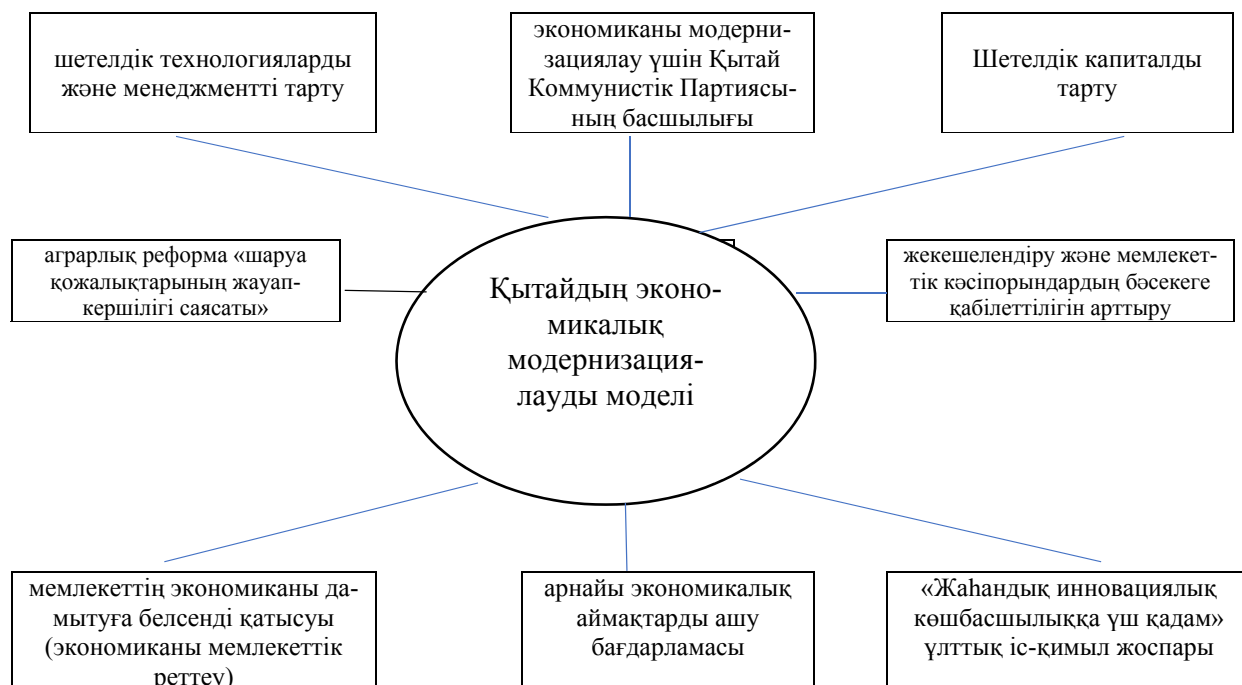 шетелдік технологияларды
және менеджментті тарту
экономиканы модерни-
зациялау үшін Қытай
Коммунистік Партиясы-
ның басшылығы
Шетелдік капиталды
тарту
аграрлық реформа «шаруа
қожалықтарының жауап-
кершілігі саясаты»
Қытайдың эконо-
микалық
модернизация-
лауды моделі
жекешелендіру және мемлекет-
тік кәсіпорындардың бәсекеге
қабілеттілігін арттыру
мемлекеттің экономиканы да-
мытуға белсенді қатысуы
(экономиканы мемлекеттік
реттеу)
арнайы экономикалық
аймақтарды ашу
бағдарламасы
«Жаһандық инновациялық
көшбасшылыққа үш қадам»
ұлттық іс-қимыл жоспары